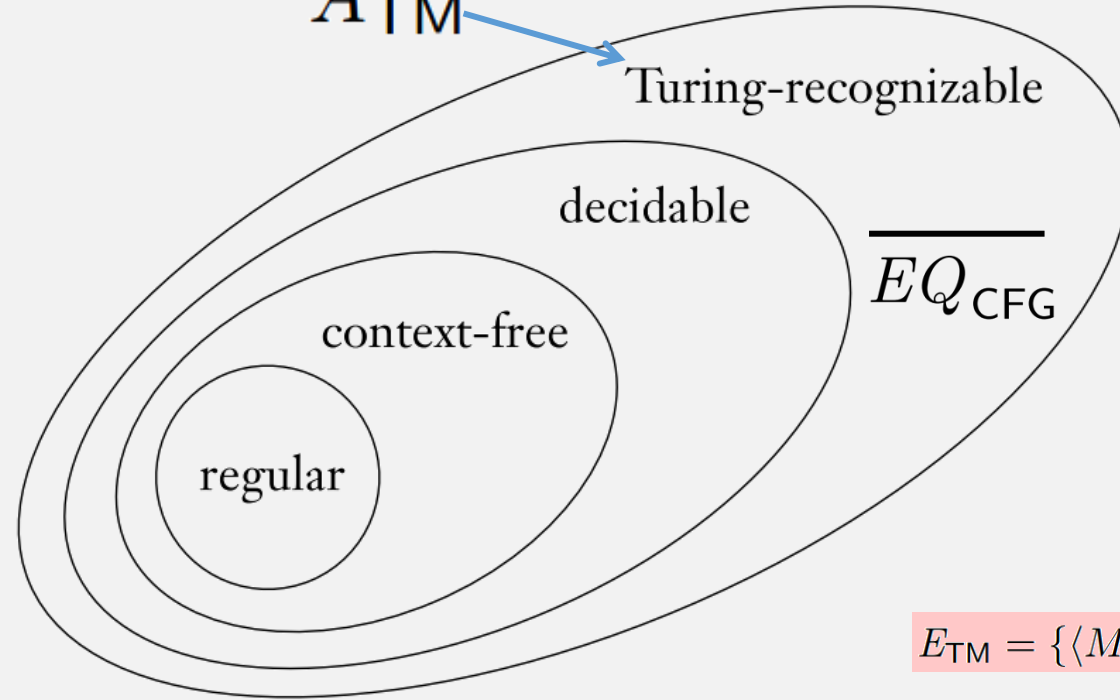 A_TM
Turing-recognizable
decidable
\overline{EQ_CFG}
context-free
regular
E_TM = {⟨M